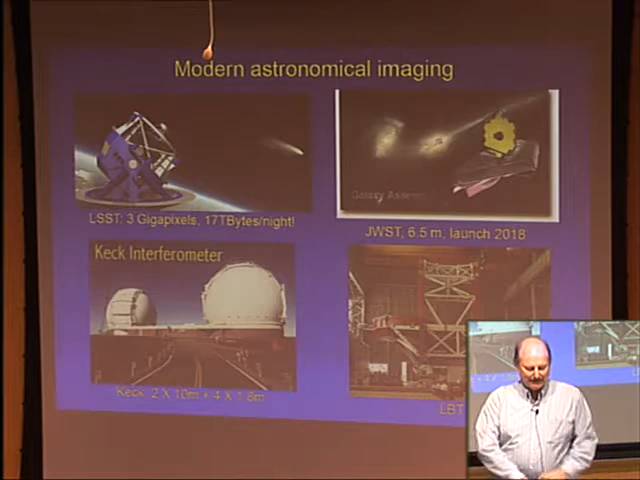 Modern astronomical imaging
LSST: 3 Gigapixels, 17TBytes/night!
Galaxy
JWST, 6.5 m, launch 2018
Keck Interferometer
Keck: 2 X 10m + 4 X 1.8m
LBT